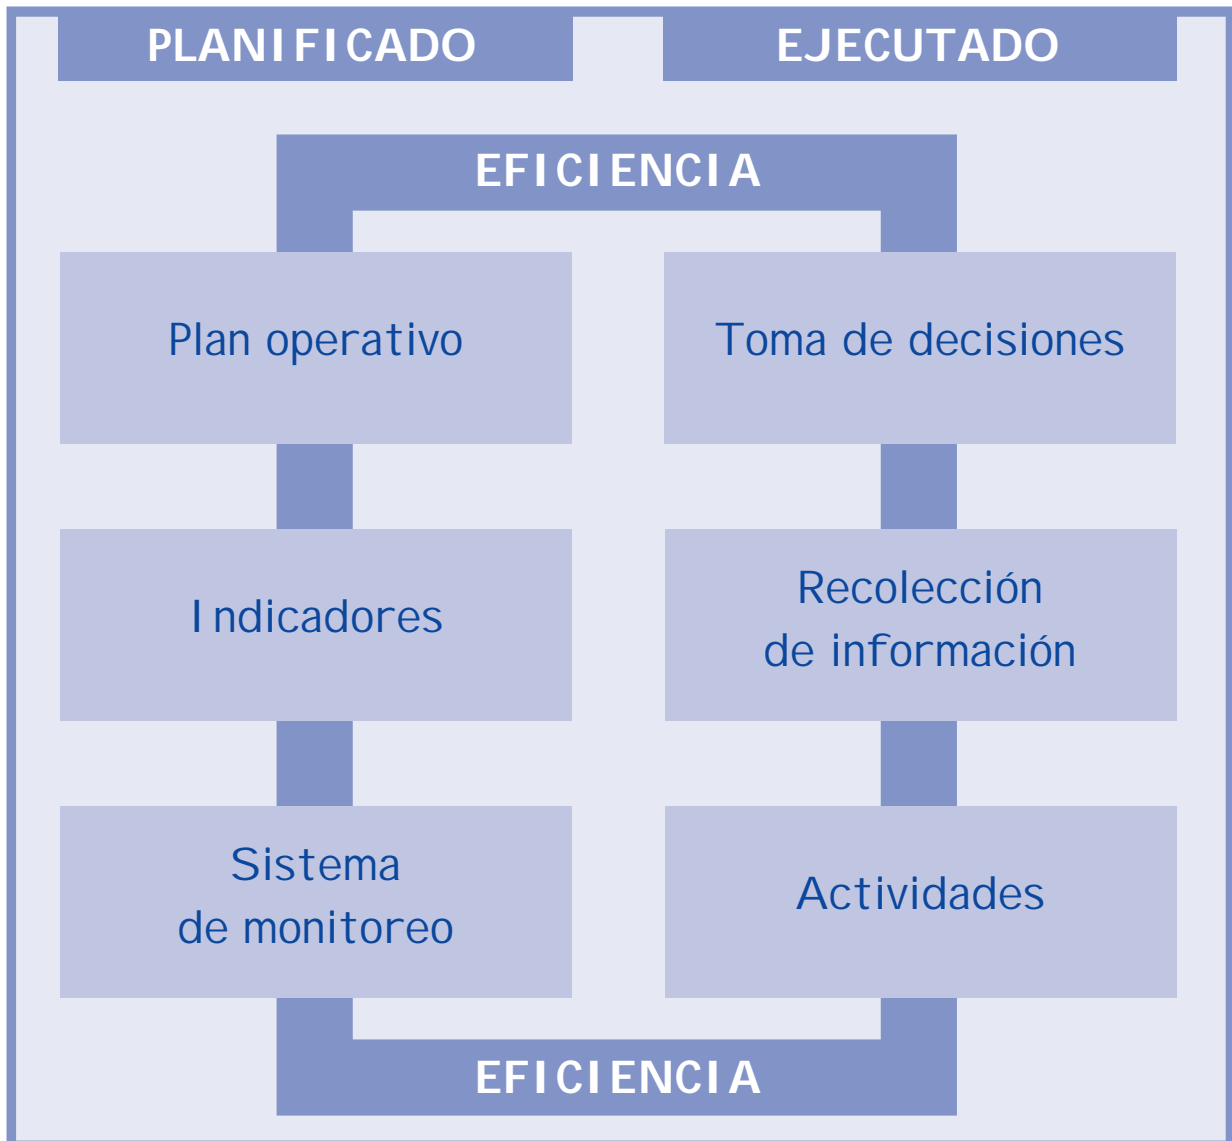 PLANIFICADO
EJECUTADO
EFICIENCIA
Plan operativo
Toma de decisiones
Indicadores
Recolección
de información
Sistema
de monitoreo
Actividades
EFICIENCIA